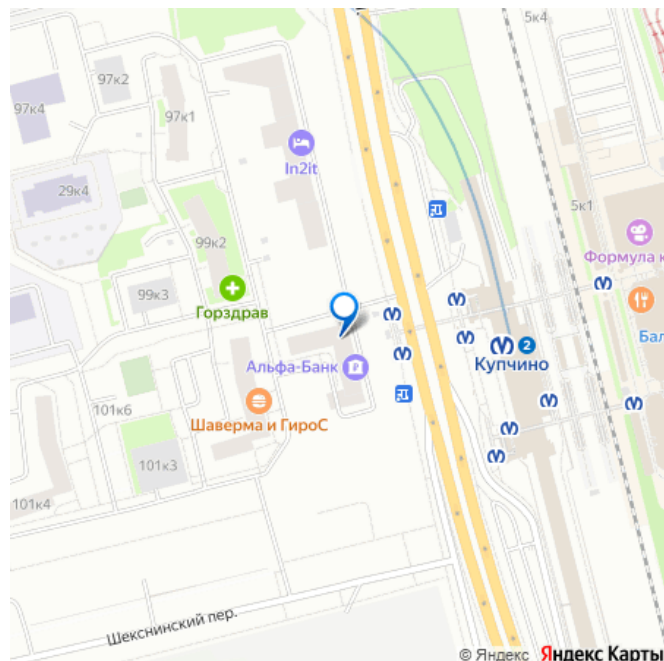 5к4
97к2
97к4
97к1
In2it
29к4
5к1
99к2
Формула к
99к3
Горздрав
Бал
2
Купчино
Альфа-Банк
101к6
Шаверма и ГироС
101к3
101к4
Шекснинский пер.
© Яндекс Яндекс Карты